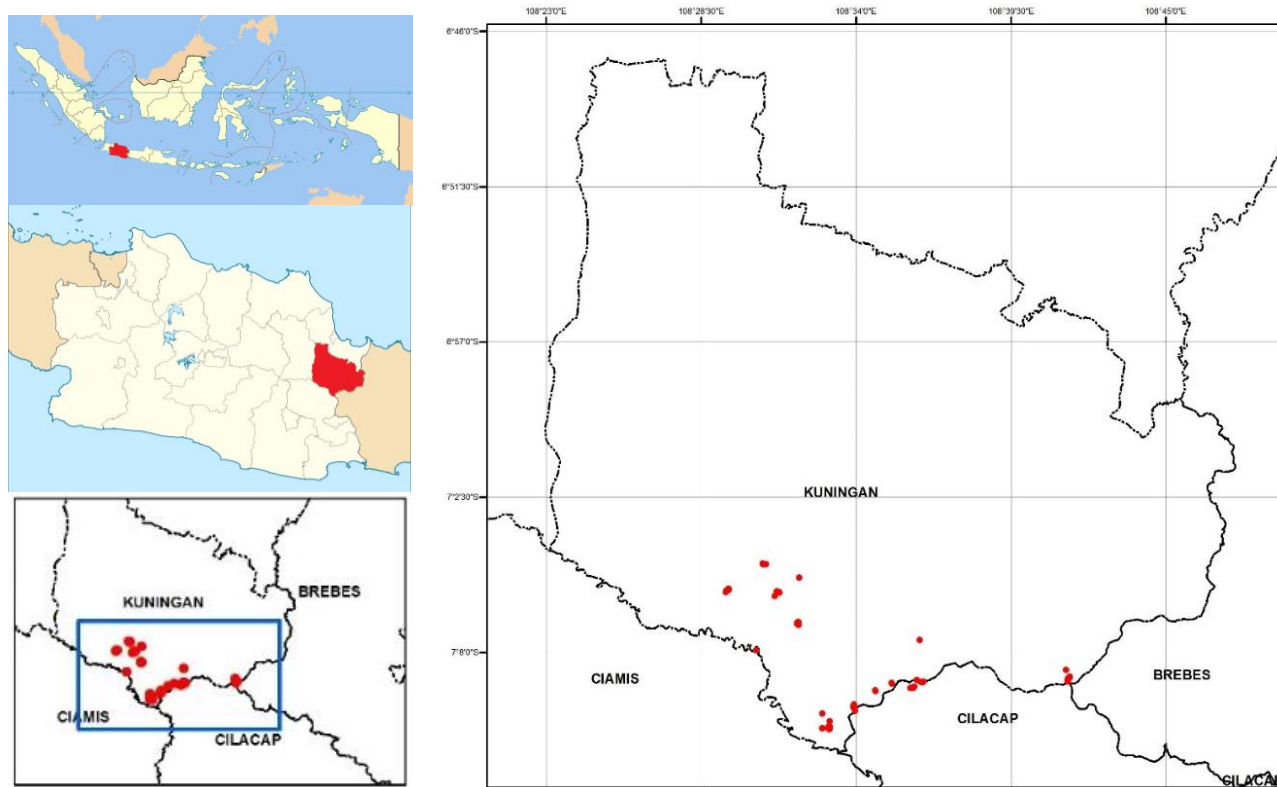 108°23'0"E 108°28'30"E 108°34'0"E 108°39'30"E 108°45'0"E
6°46'0"S
6°51'30"S
6°57'0"S
7°2'30"S
7°8'0"S
KUNINGAN
CIAMIS
BREBES
CILACAP
CILACAP
BREBES
KUNINGAN
CIAMIS
CILACAP